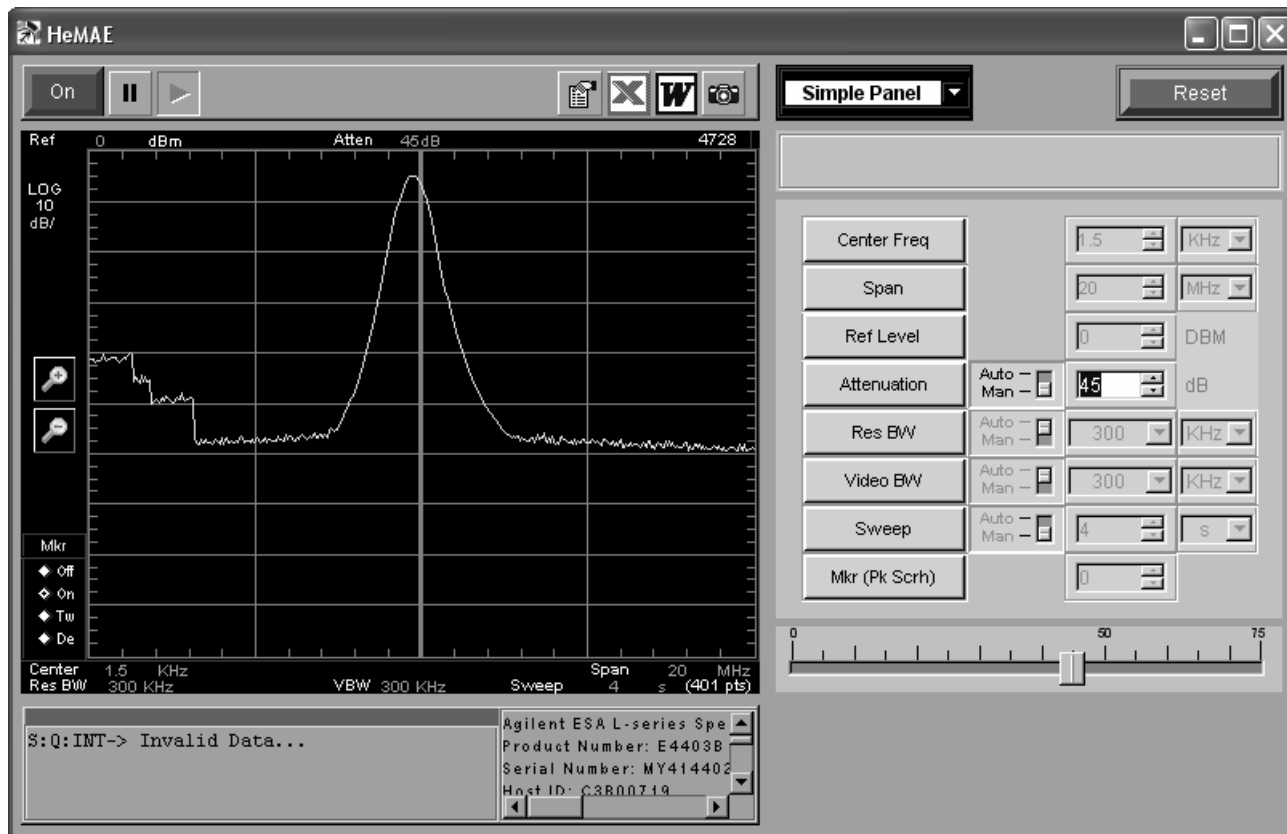 HeMAE
On
Simple Panel
Reset
Ref 0 dBm Atten 45dB 4728
LOG
10
dB/
Mkr
Off
On
Tw
De
Center 1.5 KHz Span 20 MHz
Res BW 300 KHz VBW 300 KHz Sweep 4 s (401 pts)
Center Freq 1.5 KHz
Span 20 MHz
Ref Level 0 DBM
Attenuation Auto Man 45 dB
Res BW Auto Man 300 KHz
Video BW Auto Man 300 KHz
Sweep Auto Man 4 s
Mkr (Pk Scrh) 0
0 50 75
S:Q:INT-> Invalid Data...
Agilent ESA L-series Spe
Product Number: E4403B
Serial Number: MY414402
Host ID: C3B00719